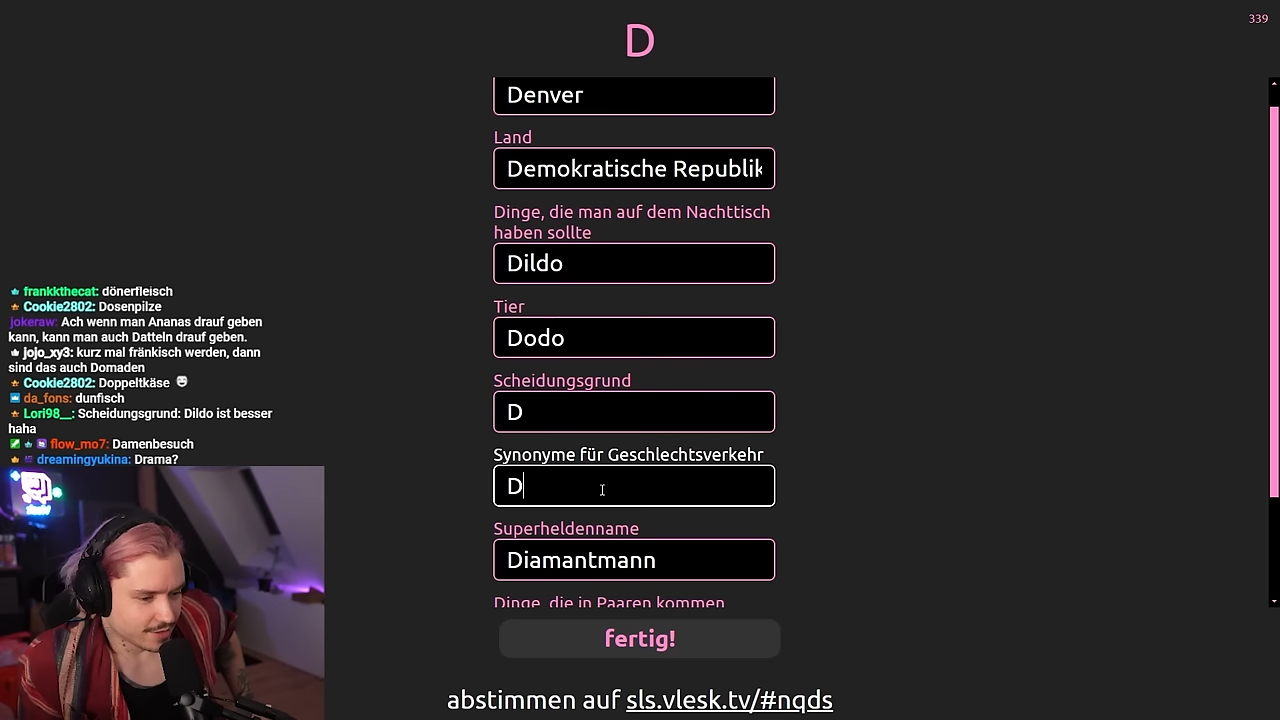 D
339
Denver
Land
Demokratische Republik
Dinge, die man auf dem Nachttisch
haben sollte
Dildo
Tier
Dodo
Scheidungsgrund
D
Synonyme für Geschlechtsverkehr
D
Superheldenname
Diamantmann
Dinge, die in Paaren kommen
fertig!
abstimmen auf sls.vlesk.tv/#nqds
frankkthecat: dönerfleisch
Cookie2802: Dosenpilze
jokeraw: Ach wenn man Ananas drauf geben
kann, kann man auch Datteln drauf geben.
jojo_xy3: kurz mal fränkisch werden, dann
sind das auch Domaden
Cookie2802: Doppeltkäse
da_fons: dunfisch
Lori98__: Scheidungsgrund: Dildo ist besser
haha
flow_mo7: Damenbesuch
dreamingyukina: Drama?